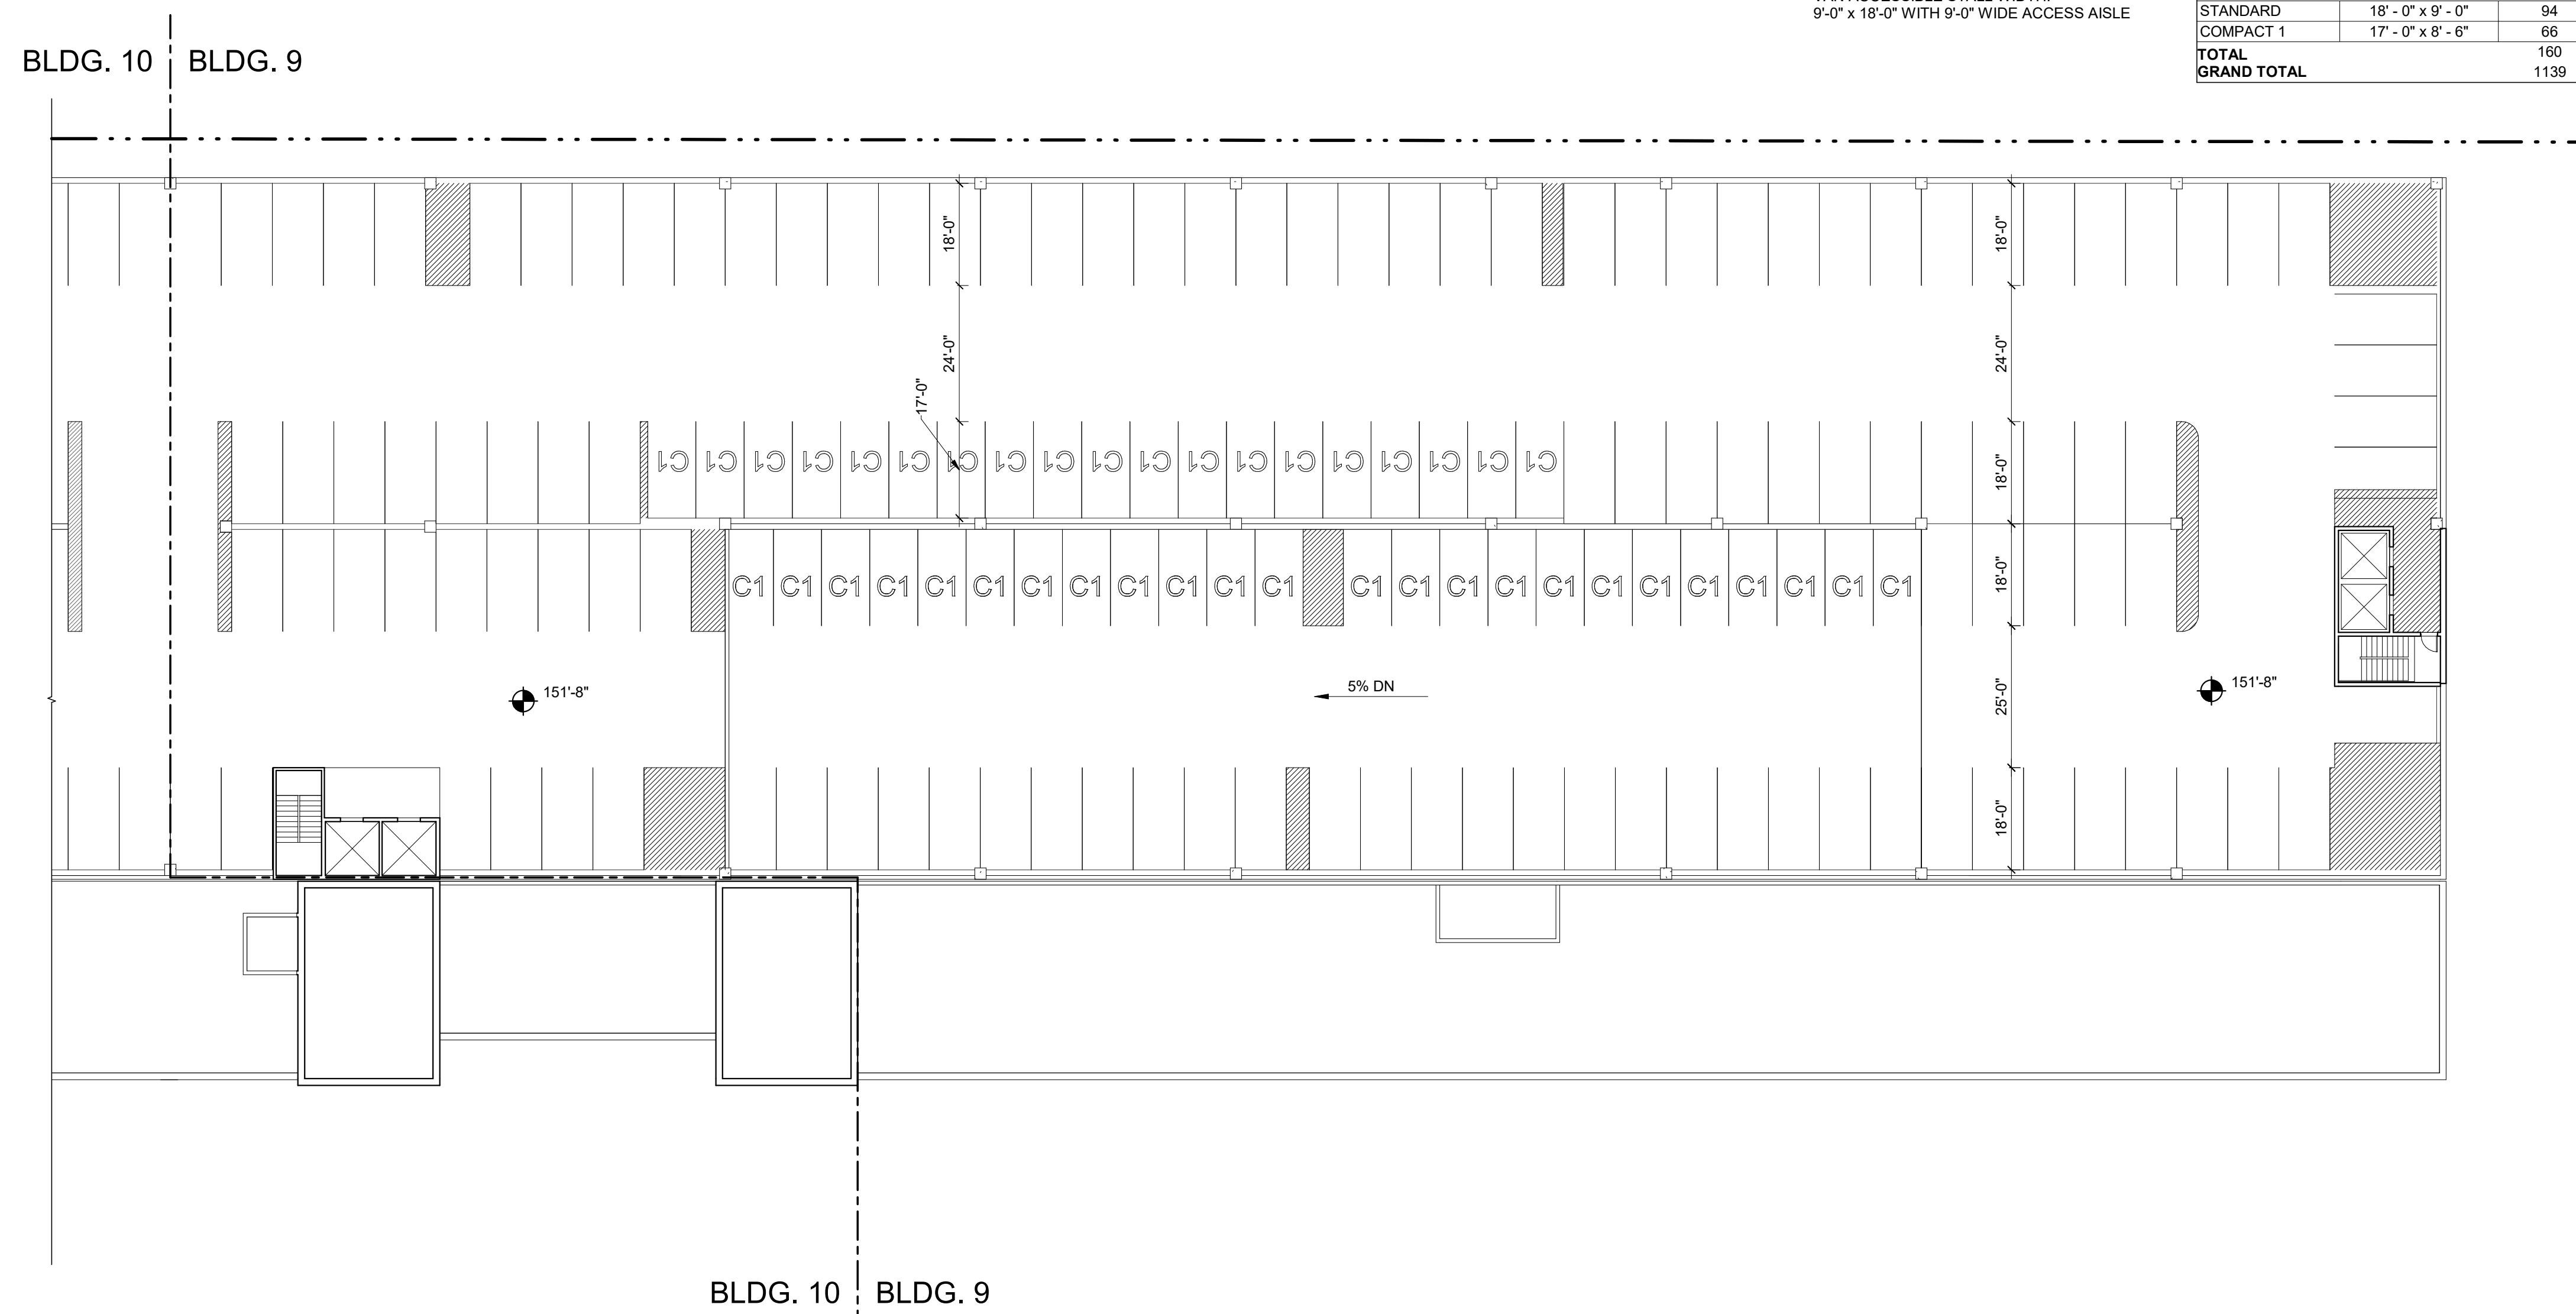 9'-0" x 18'-0" WITH 9'-0" WIDE ACCESS AISLE
STANDARD 18' - 0" x 9' - 0" 94
COMPACT 1 17' - 0" x 8' - 6" 66
TOTAL 160
GRAND TOTAL 1139
BLDG. 10 BLDG. 9
18'-0" 18'-0"
24'-0" 24'-0"
17'-0"
C1 C1 C1 C1 C1 C1 C1 C1 C1 C1 C1 C1 C1 C1 C1 C1 C1 C1 C1
18'-0"
C1 C1 C1 C1 C1 C1 C1 C1 C1 C1 C1 C1 C1 C1 C1 C1 C1 C1 C1 C1 C1 C1 C1 C1
18'-0"
151'-8" 5% DN 25'-0" 151'-8"
18'-0"
BLDG. 10 BLDG. 9